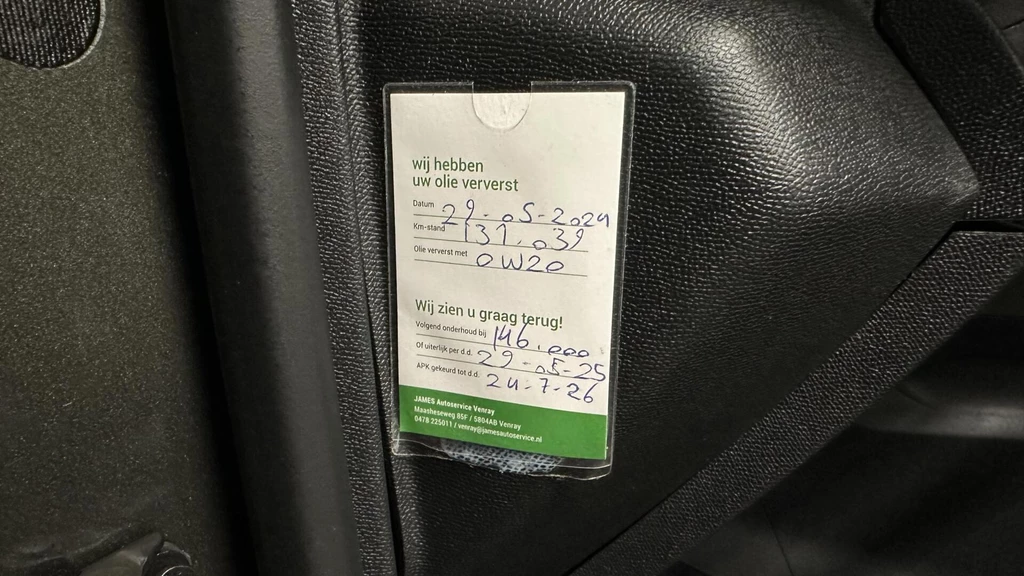 wij hebben
uw olie ververst
Datum 29-05-2024
Km-stand 131.039
Olie ververst met 0W20
Wij zien u graag terug!
Volgend onderhoud bij 146.000
Of uiterlijk per d.d. 29-05-25
APK gekeurd tot d.d. 24-7-26
JAMES Autoservice Venray
Maasheseweg 85F / 5804AB Venray
0478 225011 / venray@jamesautoservice.nl